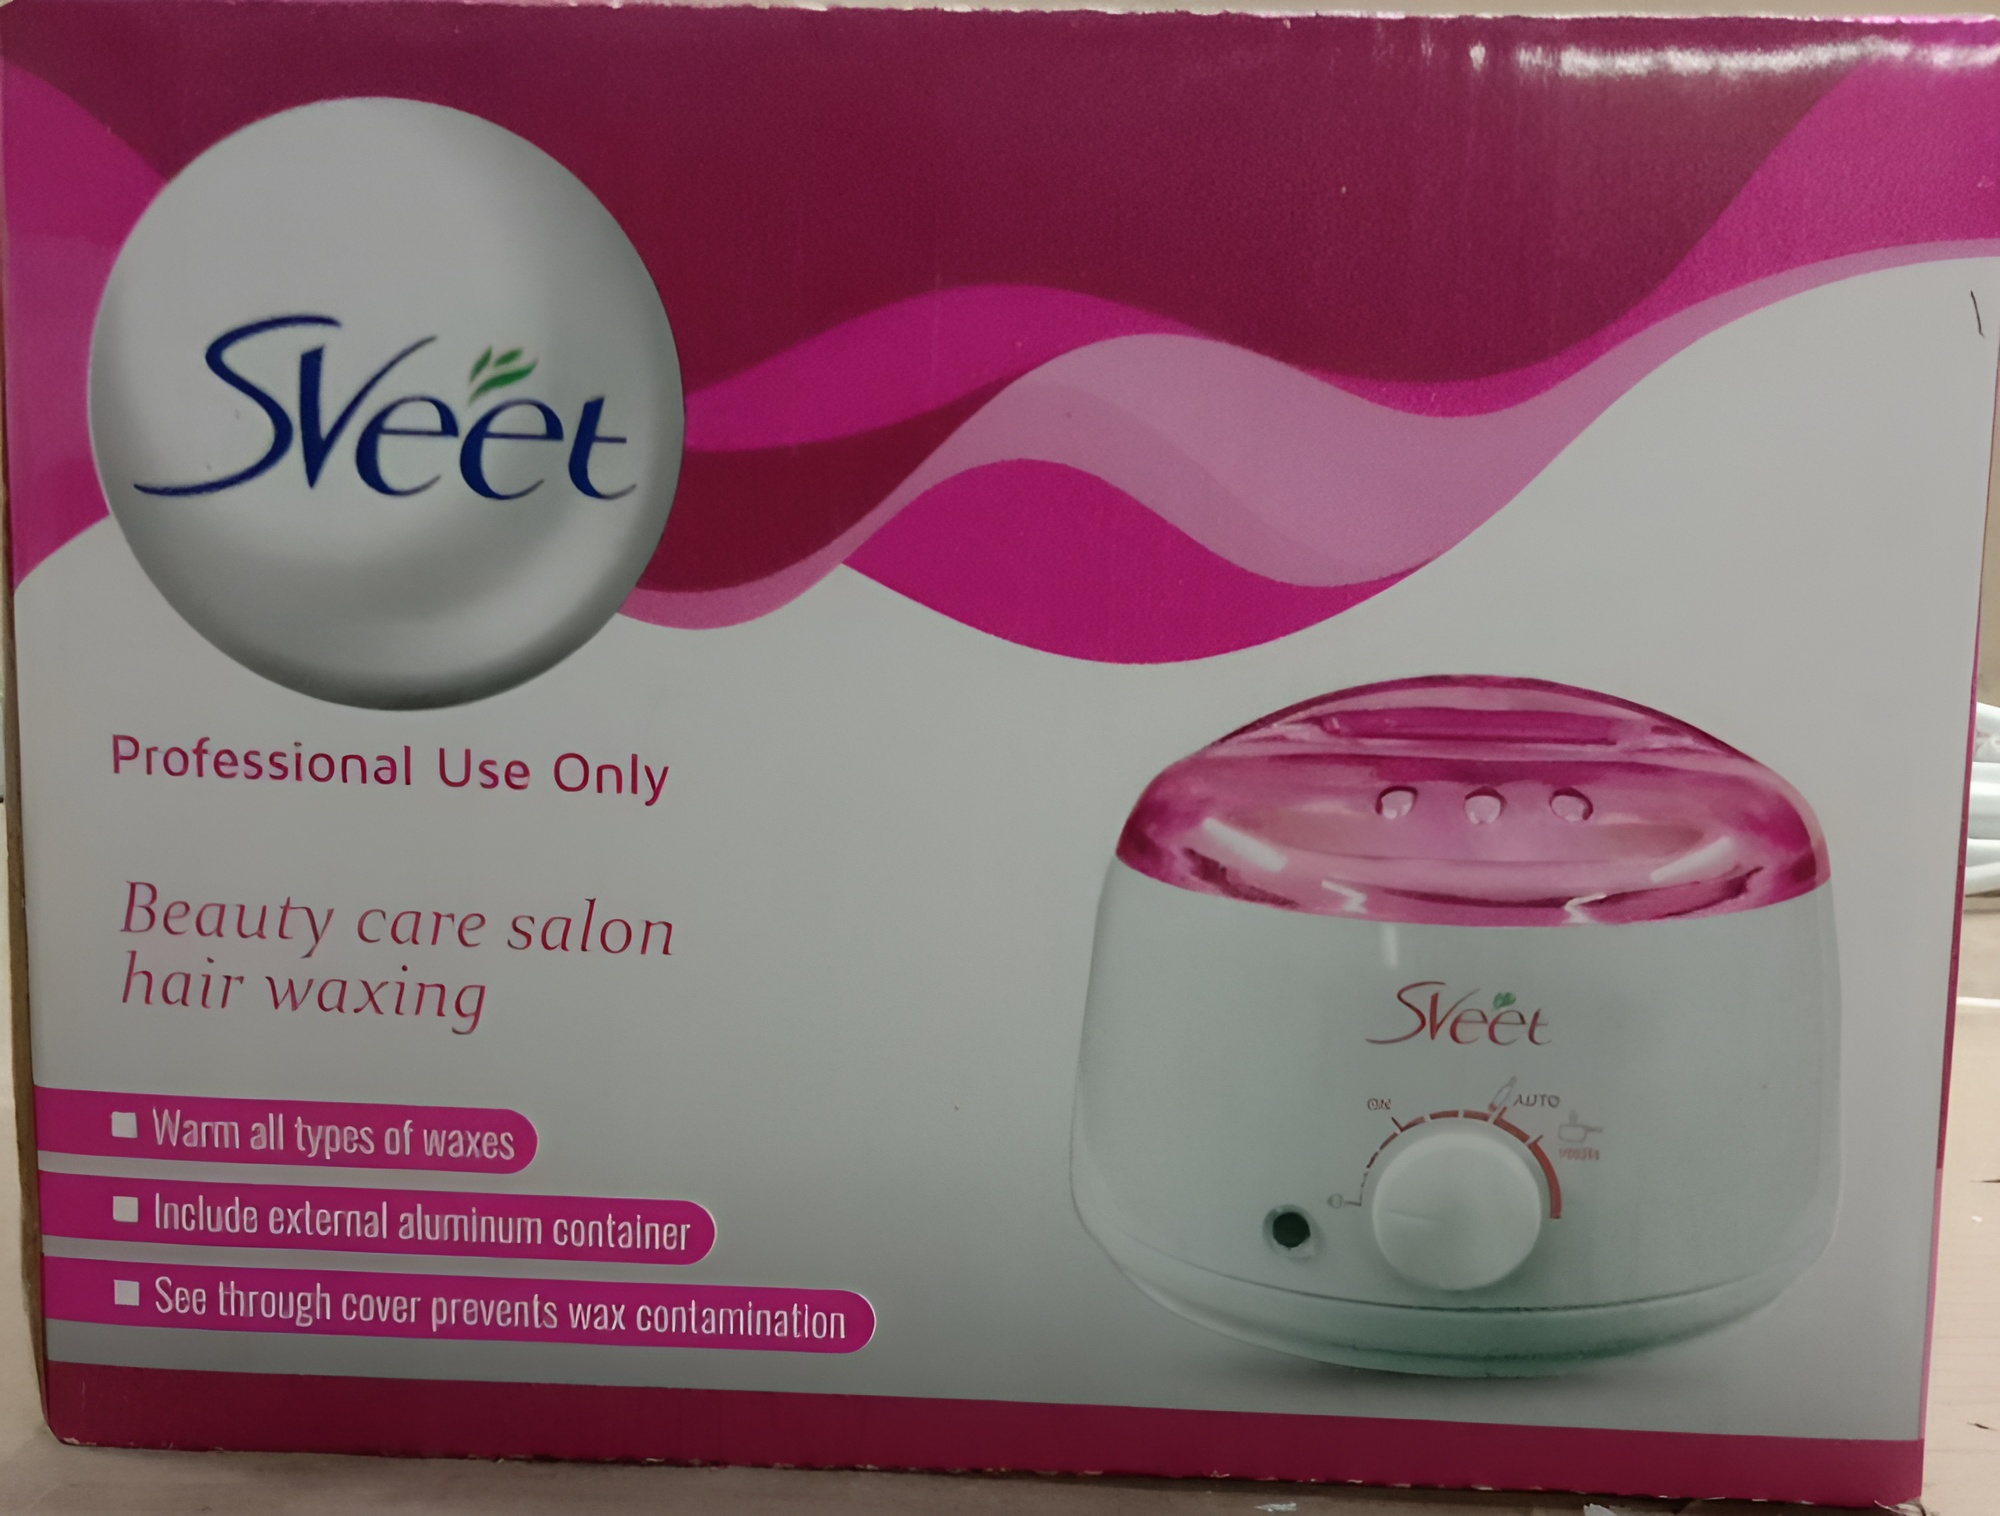 Sveet
Professional Use Only
Beauty care salon
hair waxing
Warm all types of waxes
Include external aluminum container
See through cover prevents wax contamination
Sveet
ON
AUTO